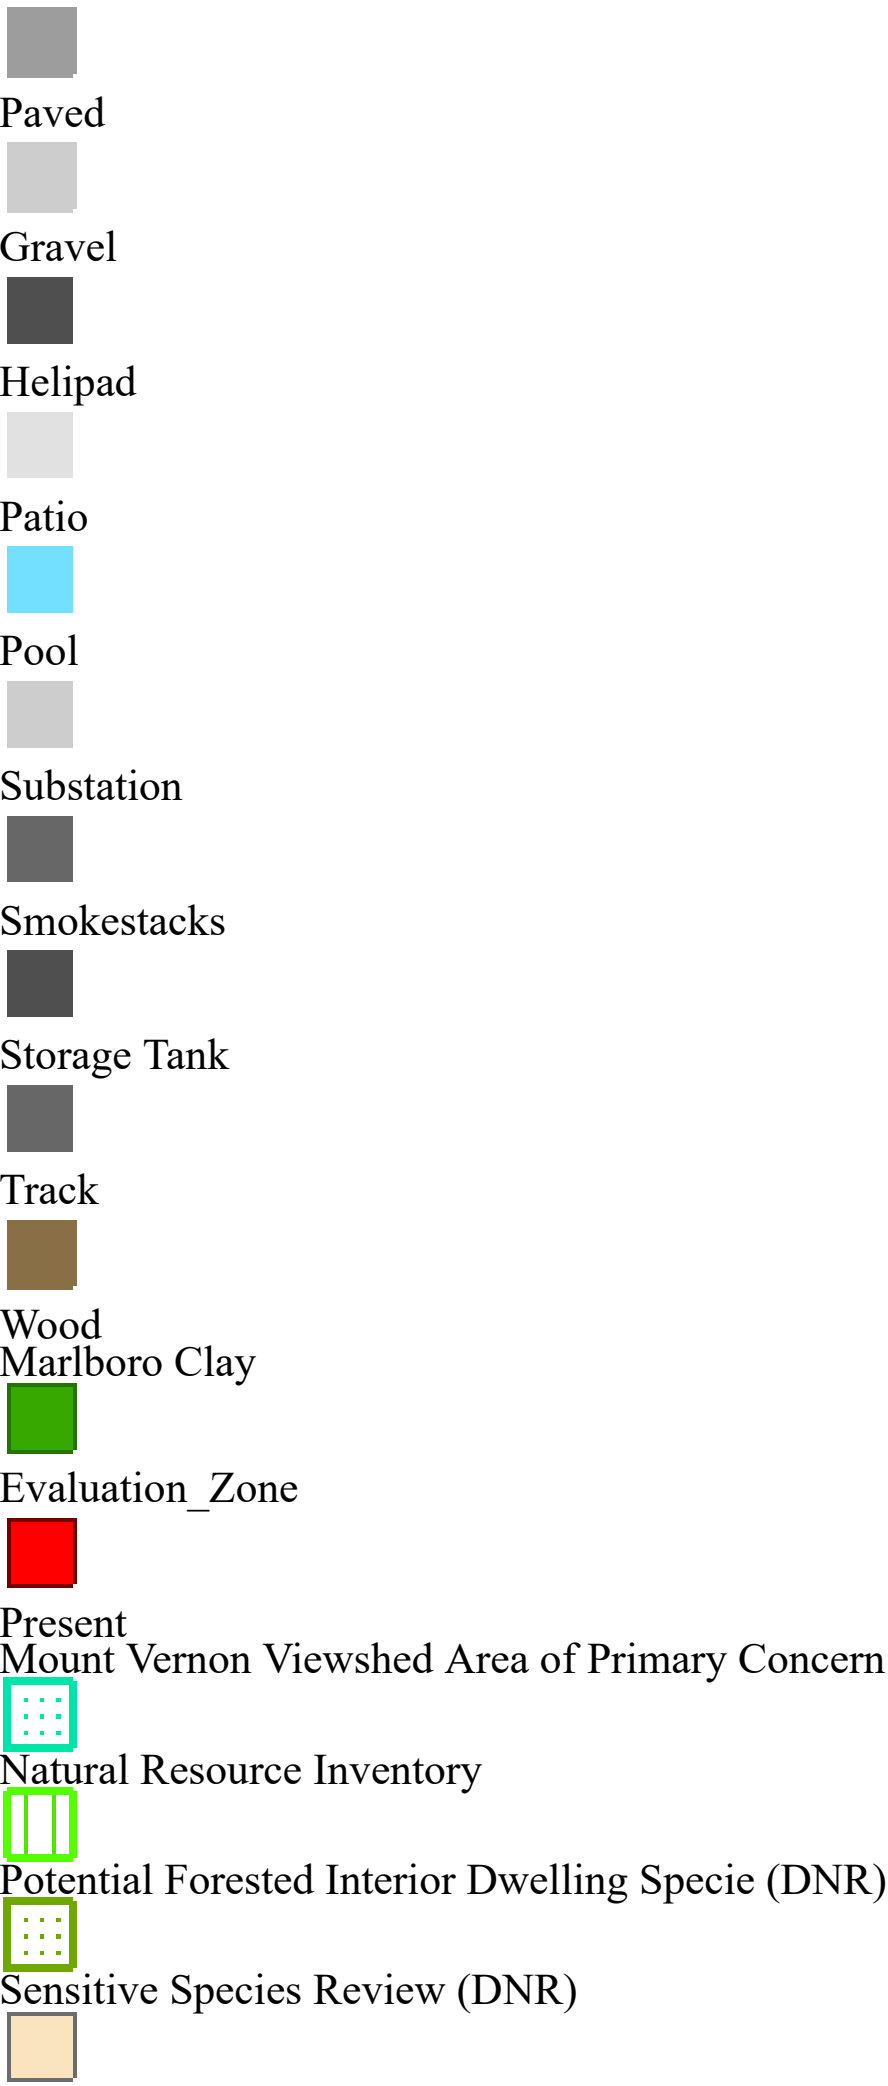 Paved
Gravel
Helipad
Patio
Pool
Substation
Smokestacks
Storage Tank
Track
Wood
Marlboro Clay
Evaluation_Zone
Present
Mount Vernon Viewshed Area of Primary Concern
Natural Resource Inventory
Potential Forested Interior Dwelling Specie (DNR)
Sensitive Species Review (DNR)